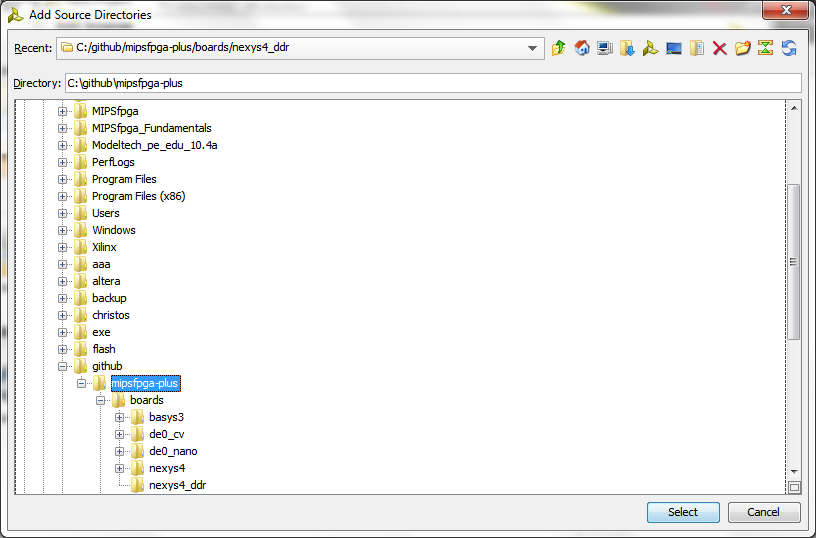 Add Source Directories
Recent: C:/github/mipsfpga-plus/boards/nexys4_ddr
Directory: C:\github\mipsfpga-plus
MIPSfpga
MIPSfpga_Fundamentals
Modeltech_pe_edu_10.4a
PerfLogs
Program Files
Program Files (x86)
Users
Windows
Xilinx
aaa
altera
backup
christos
exe
flash
github
mipsfpga-plus
boards
basys3
de0_cv
de0_nano
nexys4
nexys4_ddr
Select Cancel